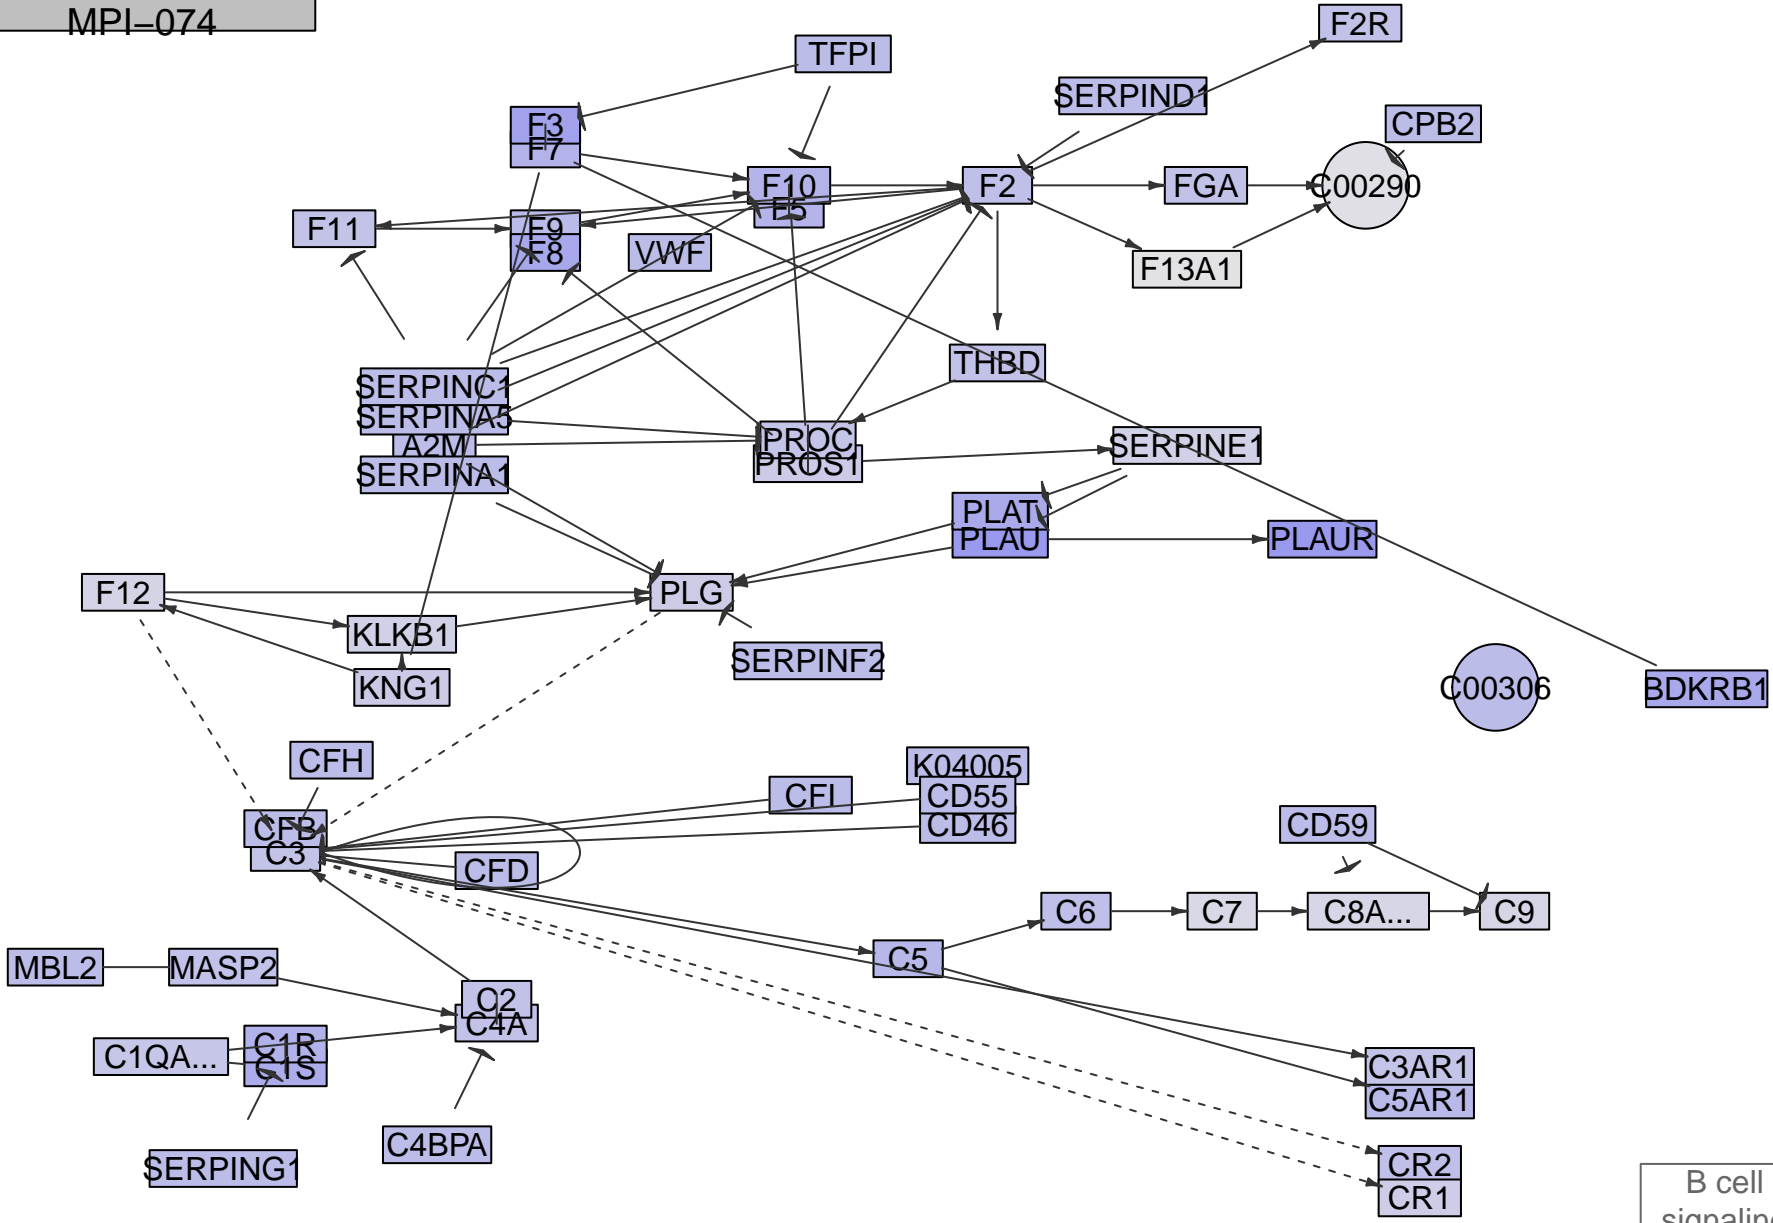 MPI–074
F2R
TFPI
SERPIND1
CPB2
F3
F7
F10
F5
F2
FGA
C00290
F11
F9
F8
VWF
F13A1
THBD
SERPINC1
SERPINA5
A2M
SERPINA1
PROC
PROS1
SERPINE1
PLAT
PLAU
PLAUR
F12
PLG
KLKB1
KNG1
SERPINF2
C00306
BDKRB1
CFH
K04005
CFI
CD55
CD46
CFB
C3
CFD
CD59
C6
C7
C8A...
C9
C5
MBL2
MASP2
C2
C4A
C1QA...
C1R
C1S
C3AR1
C5AR1
C4BPA
SERPING1
CR2
CR1
B cell
signaling